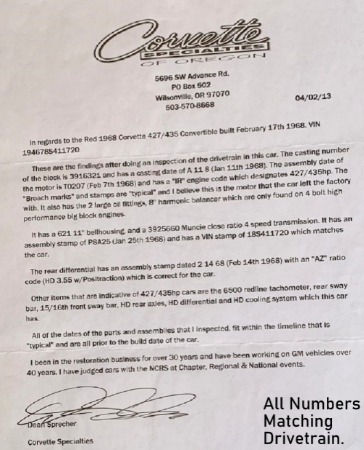 Corvette
SPECIALTIES
OF OREGON
5696 SW Advance Rd.
PO Box 502
Wilsonville, OR 97070
503-570-8668
04/02/13
In regards to the Red 1968 Corvette 427/435 Convertible built February 17th 1968. VIN
194678S411720
These are the findings after doing an inspection of the drivetrain in this car. The casting number
of the block is 3916321 and has a casting date of A 11 8 (Jan 11th 1968). The assembly date of
the motor is T0207 (Feb 7th 1968) and has a "IR" engine code which designates 427/435hp. The
"Broach marks" and stamps are "typical" and I believe this is the motor that the car left the factory
with. It also has the 2 large oil fittings, 8" harmonic balancer which are only found on 4 bolt high
performance big block engines.
It has a 621 11" bellhousing, and a 3925660 Muncie close ratio 4 speed transmission. It has an
assembly stamp of P8A25 (Jan 25th 1968) and has a VIN stamp of 18S411720 which matches
the car.
The rear differential has an assembly stamp dated 2 14 68 (Feb 14th 1968) with an "AZ" ratio
code (HD 3.55 w/Positraction) which is correct for the car.
Other items that are indicative of 427/435hp cars are the 6500 redline tachometer, rear sway
bar, 15/16th front sway bar, HD rear axles, HD differential and HD cooling system which this car
has.
All of the dates of the parts and assemblies that I inspected, fit within the timeline that is
"typical" and are all prior to the build date of the car.
I been in the restoration business for over 30 years and have been working on GM vehicles over
40 years. I have judged cars with the NCRS at Chapter, Regional & National events.
Dean Sprecher
Corvette Specialties
All Numbers
Matching
Drivetrain.